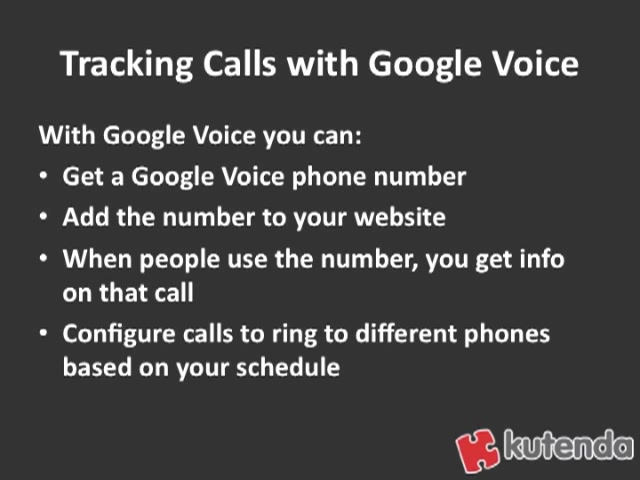 Tracking Calls with Google Voice
With Google Voice you can:
• Get a Google Voice phone number
• Add the number to your website
• When people use the number, you get info
on that call
• Configure calls to ring to different phones
based on your schedule
kutenda